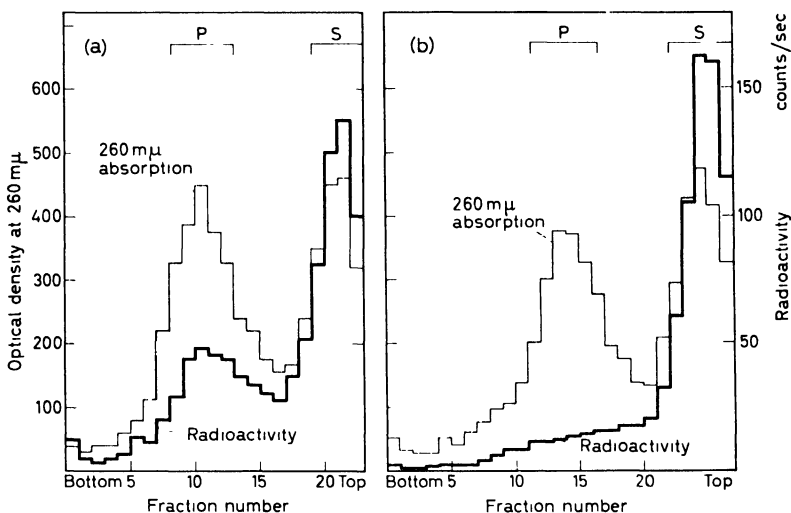 (a)
P
S
600
500
400
300
200
100
Optical density at 260 mμ
260 mμ
absorption
Radioactivity
Bottom 5 10 15 20 Top
Fraction number
(b)
P
S
260 mμ
absorption
Radioactivity
Bottom 5 10 15 20 Top
Fraction number
counts/sec
150
100
50
Radioactivity